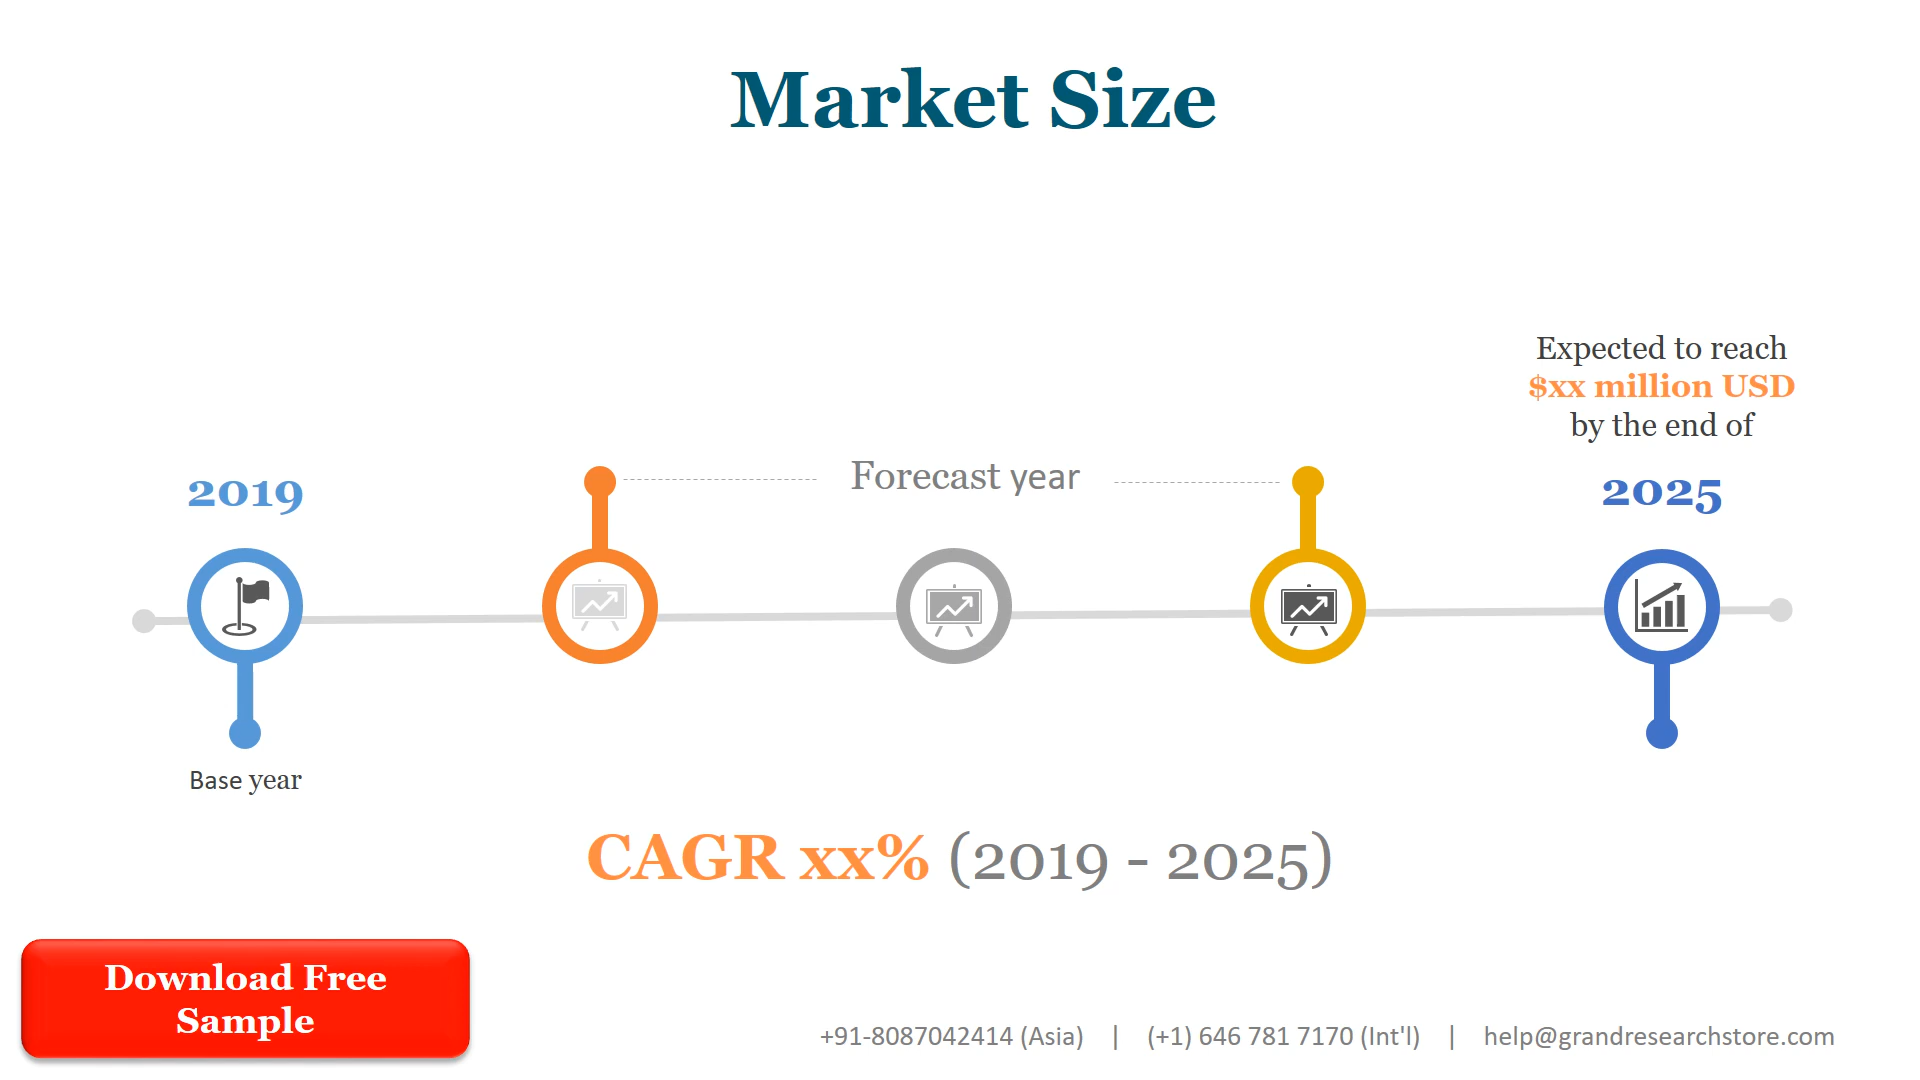 Market Size
Expected to reach
$xx million USD
by the end of
2019
Forecast year
2025
Base year
CAGR xx% (2019 - 2025)
Download Free
Sample
+91-8087042414 (Asia) | (+1) 646 781 7170 (Int'l) | help@grandresearchstore.com